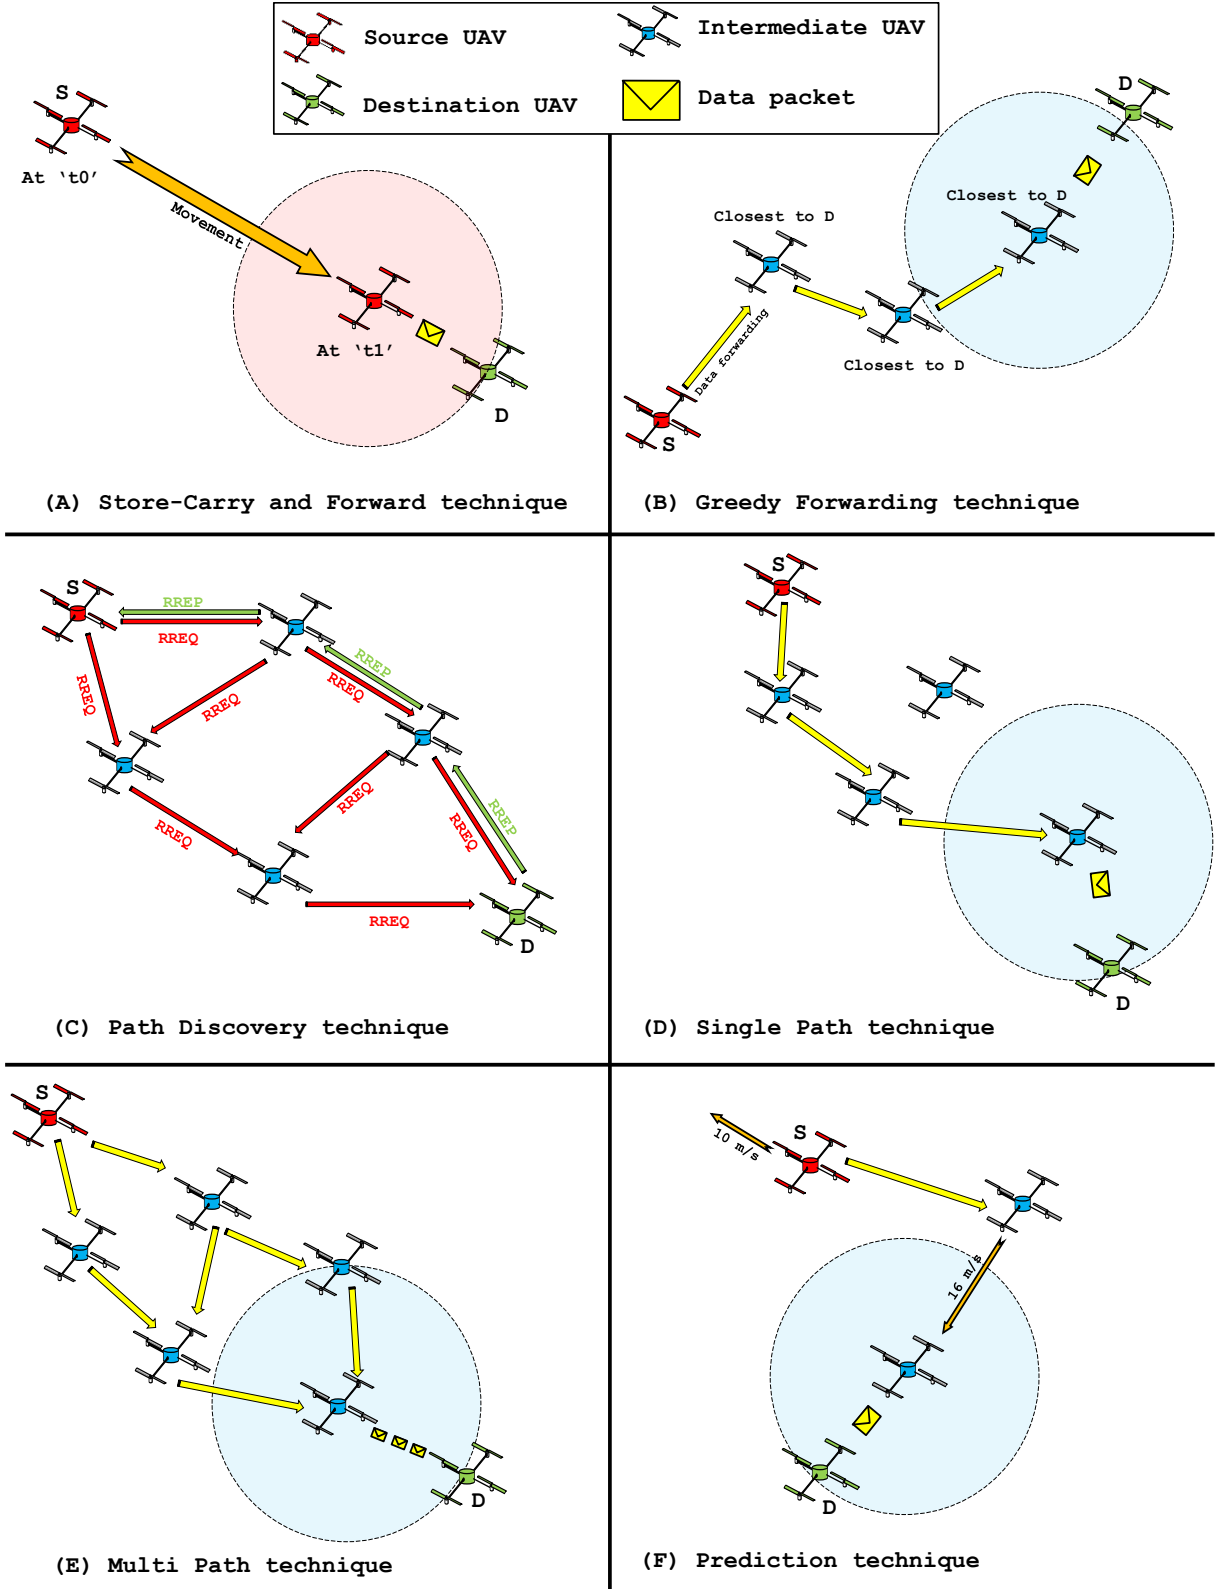 Source UAV
Intermediate UAV
Destination UAV
Data packet
S
At ‘t0’
Movement
At ‘t1’
D
(A) Store-Carry and Forward technique
D
Closest to D
Closest to D
Data forwarding
Closest to D
S
(B) Greedy Forwarding technique
S
RREP
RREQ
RREP
RREQ
RREQ
RREQ
RREQ
RREP
RREQ
RREQ
RREQ
D
(C) Path Discovery technique
S
D
(D) Single Path technique
S
D
(E) Multi Path technique
10 m/s
S
16 m/s
D
(F) Prediction technique